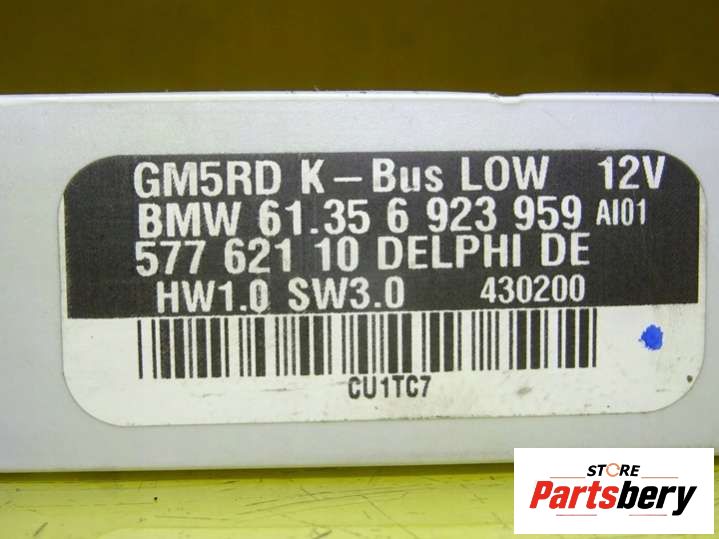 GM5RD K-Bus LOW 12V
BMW 61.35 6 923 959 AI01
577 621 10 DELPHI DE
HW1.0 SW3.0 430200
CU1TC7
STORE
Partsbery